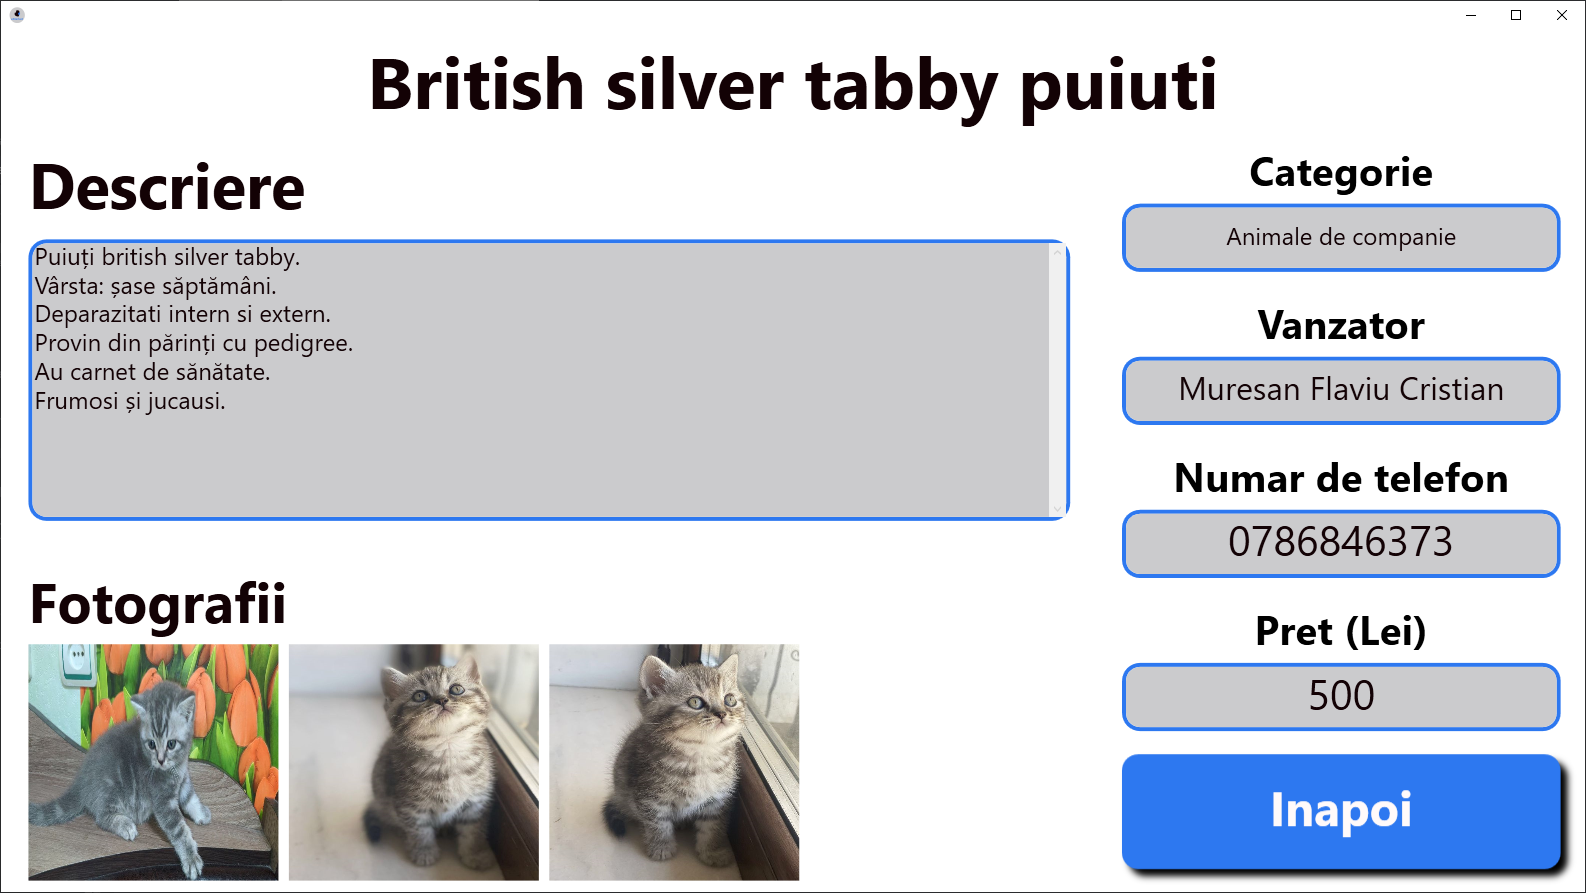 British silver tabby puiuti
Descriere
Puiuți british silver tabby.
Vârsta: șase săptămâni.
Deparazitati intern si extern.
Provin din părinți cu pedigree.
Au carnet de sănătate.
Frumosi și jucausi.
Fotografii
Categorie
Animale de companie
Vanzator
Muresan Flaviu Cristian
Numar de telefon
0786846373
Pret (Lei)
500
Inapoi